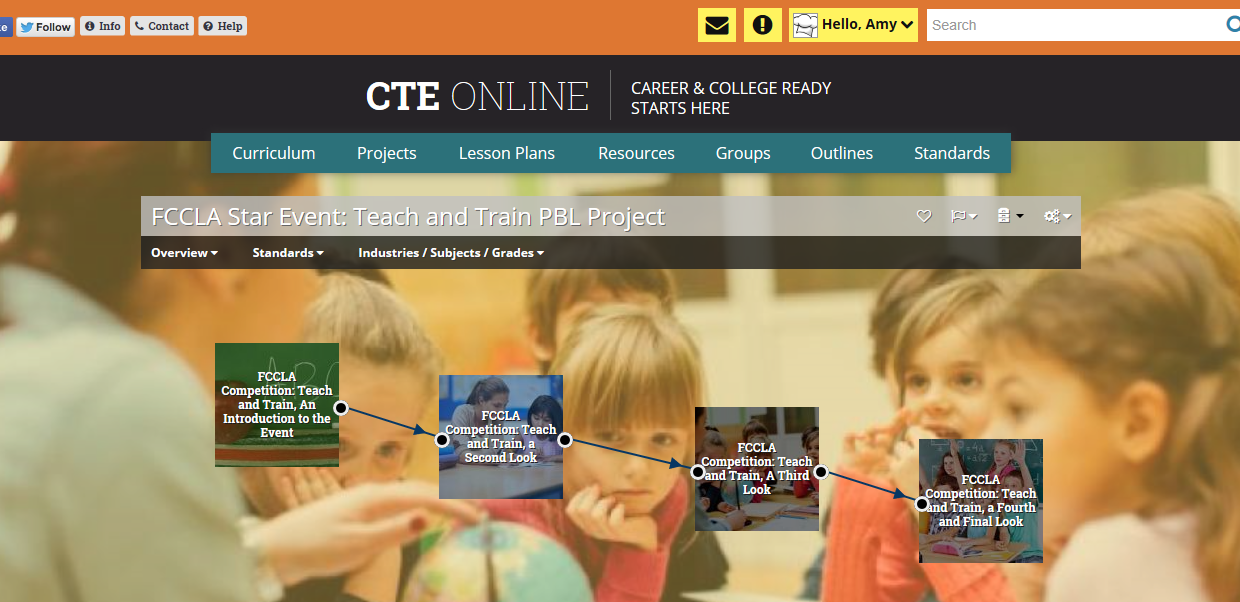 Follow
Info
Contact
Help
Hello, Amy
Search
CTE ONLINE
CAREER & COLLEGE READY
STARTS HERE
Curriculum
Projects
Lesson Plans
Resources
Groups
Outlines
Standards
FCCLA Star Event: Teach and Train PBL Project
Overview
Standards
Industries / Subjects / Grades
FCCLA
Competition: Teach
and Train, An
Introduction to the
Event
FCCLA
Competition: Teach
and Train, a
Second Look
FCCLA
Competition: Teach
and Train, A Third
Look
FCCLA
Competition: Teach
and Train, a Fourth
and Final Look